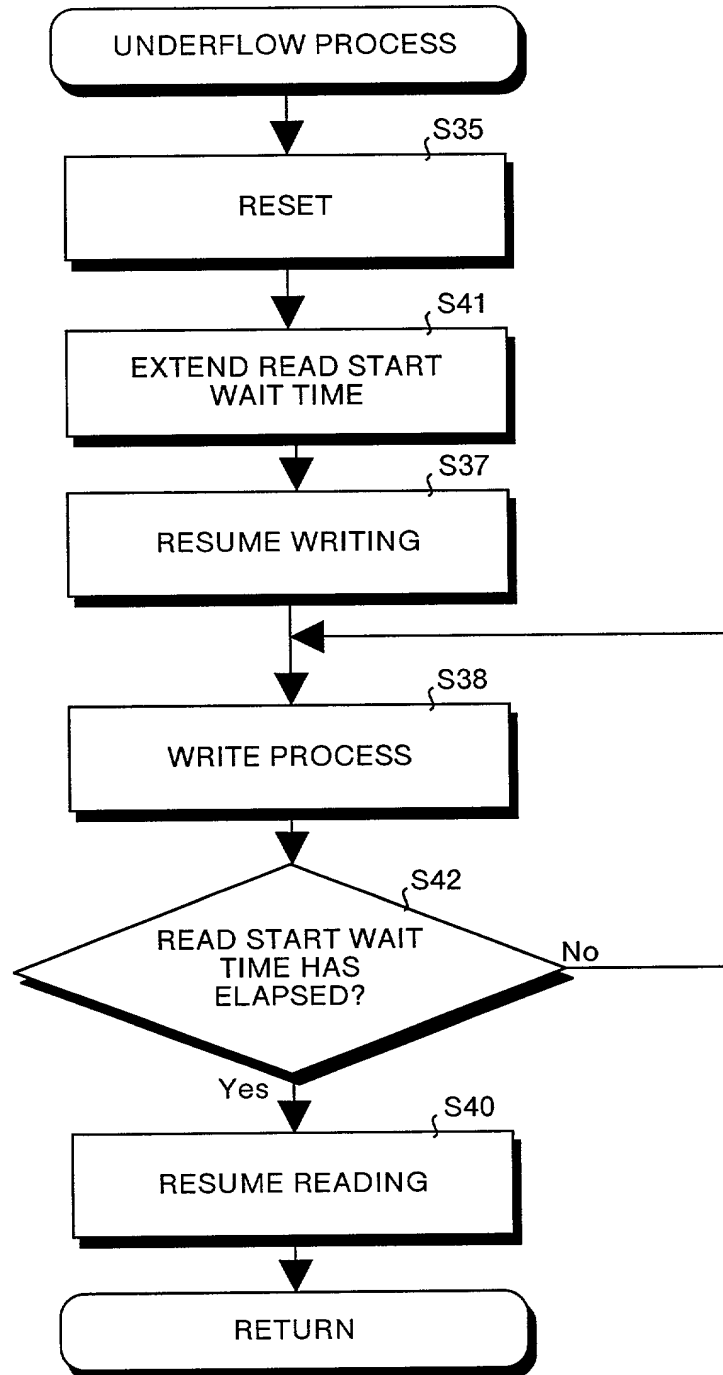 UNDERFLOW PROCESS
S35
RESET
S41
EXTEND READ START
WAIT TIME
S37
RESUME WRITING
S38
WRITE PROCESS
S42
READ START WAIT
TIME HAS
ELAPSED?
No
Yes
S40
RESUME READING
RETURN